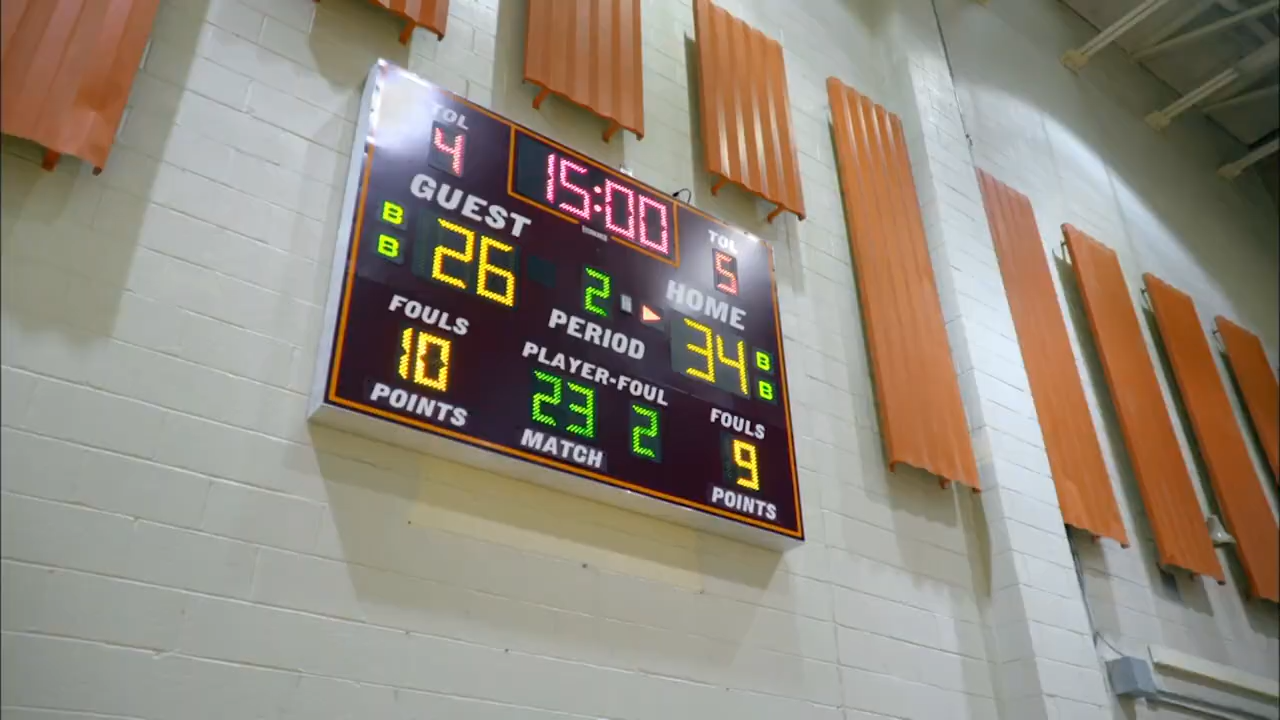 TOL
4
15:00
TOL
5
GUEST
HOME
B
B
26
2
PERIOD
34
B
B
FOULS
10
POINTS
PLAYER-FOUL
23 2
MATCH
FOULS
9
POINTS